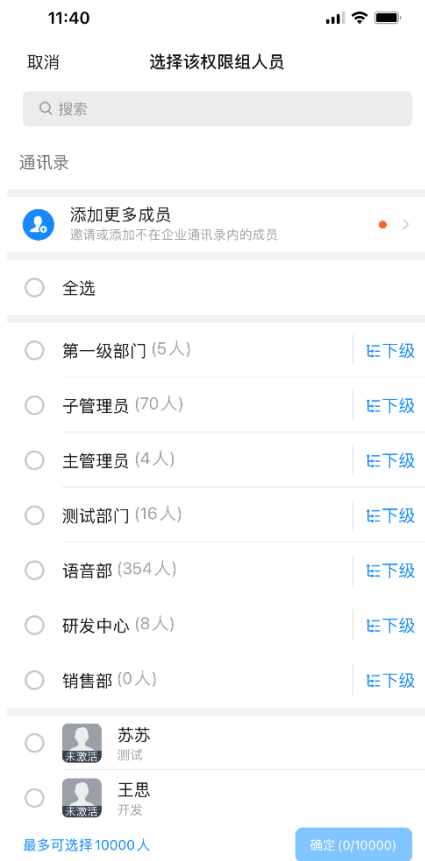 11:40
取消 选择该权限组人员
搜索
通讯录
添加更多成员
邀请或添加不在企业通讯录内的成员
全选
第一级部门 (5人) 下级
子管理员 (70人) 下级
主管理员 (4人) 下级
测试部门 (16人) 下级
语音部 (354人) 下级
研发中心 (8人) 下级
销售部 (0人) 下级
苏苏
未激活 测试
王思
未激活 开发
最多可选择10000人 确定 (0/10000)